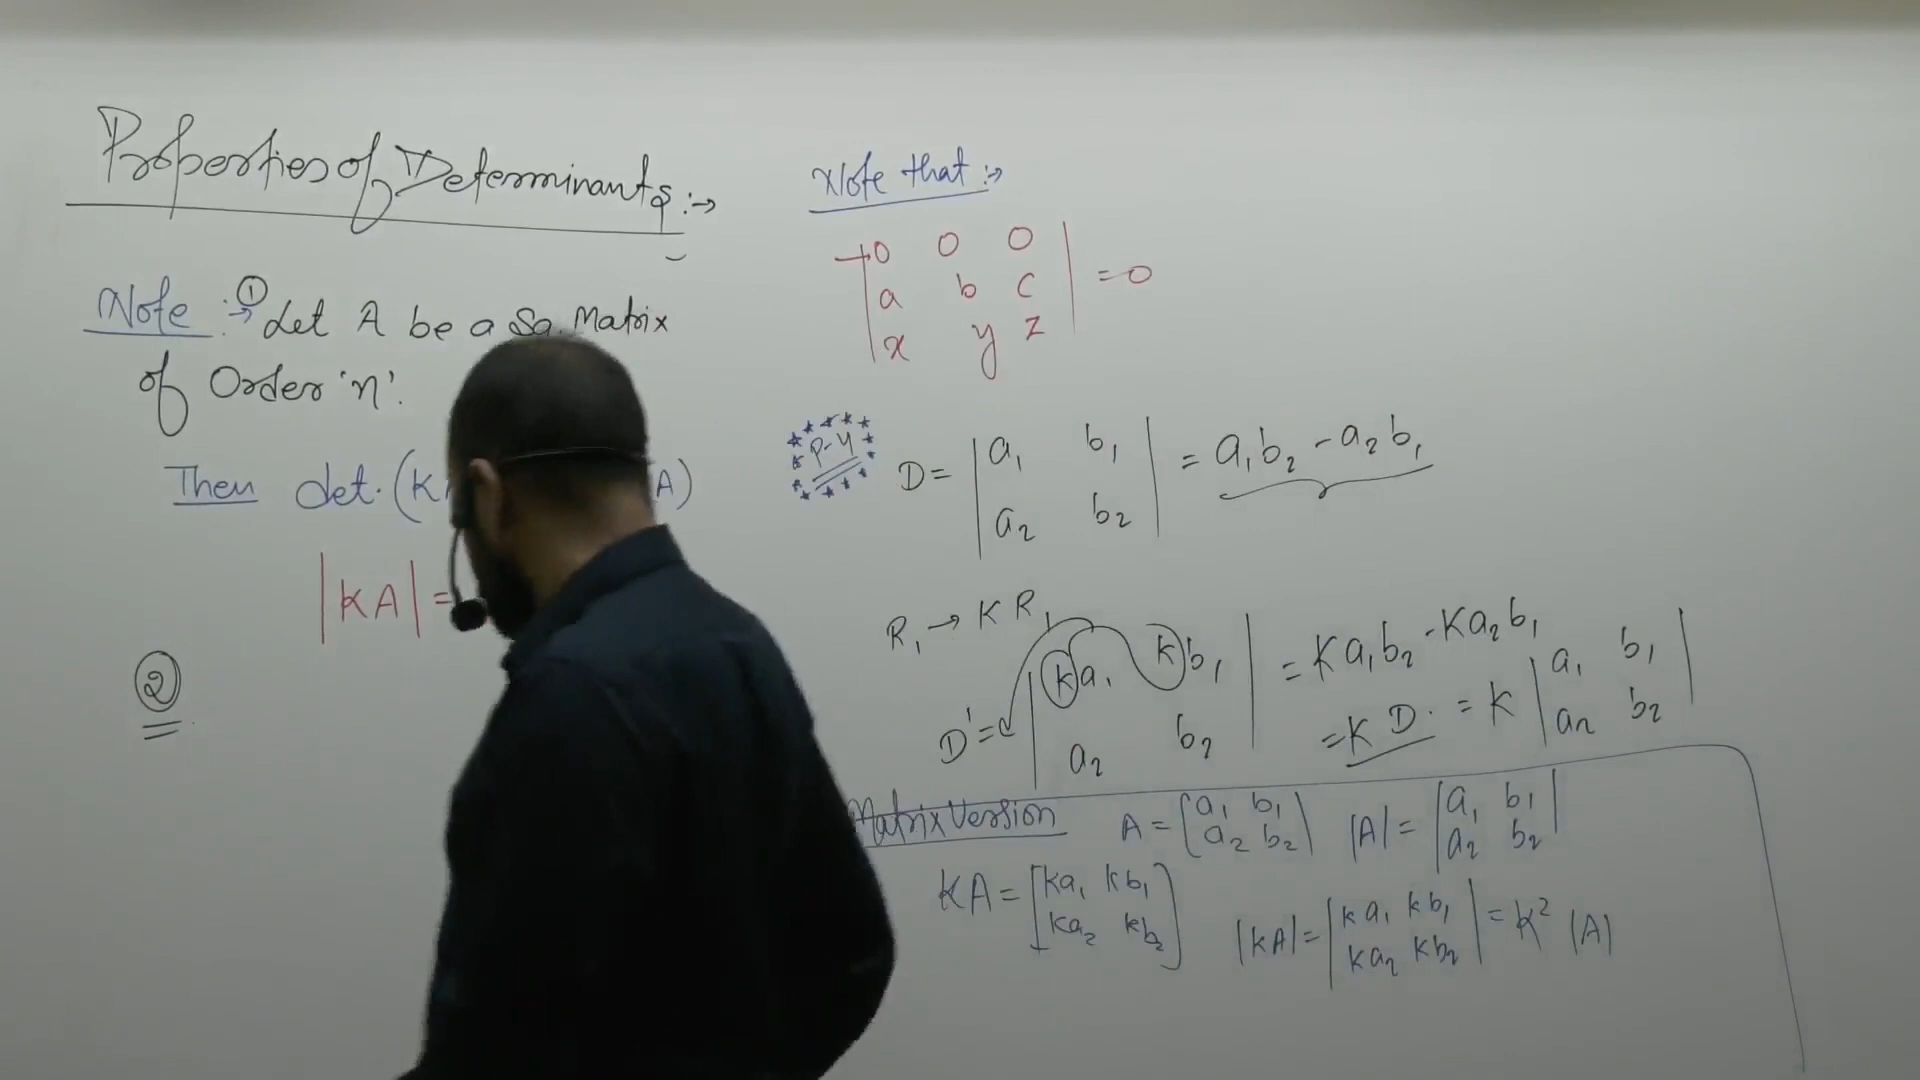 Properties of Determinants :→
Note :→ ① Let A be a Sq. Matrix
of Order 'n'.
Then det. (K A)
|KA| =
②
Note that :→
| 0 0 0 |
| a b c | = 0
| x y z |
P-4
D = | a₁ b₁ | = a₁b₂ - a₂b₁
| a₂ b₂ |
R₁ → K R₁
D' = | ka₁ kb₁ | = Ka₁b₂ - Ka₂b₁
| a₂ b₂ | = K D. = K | a₁ b₁ |
| a₂ b₂ |
Matrix Version A = [ a₁ b₁ ] |A| = | a₁ b₁ |
[ a₂ b₂ ] | a₂ b₂ |
KA = [ Ka₁ kb₁ ] |KA| = | ka₁ kb₁ | = K² |A|
[ Ka₂ kb₂ ] | ka₂ kb₂ |